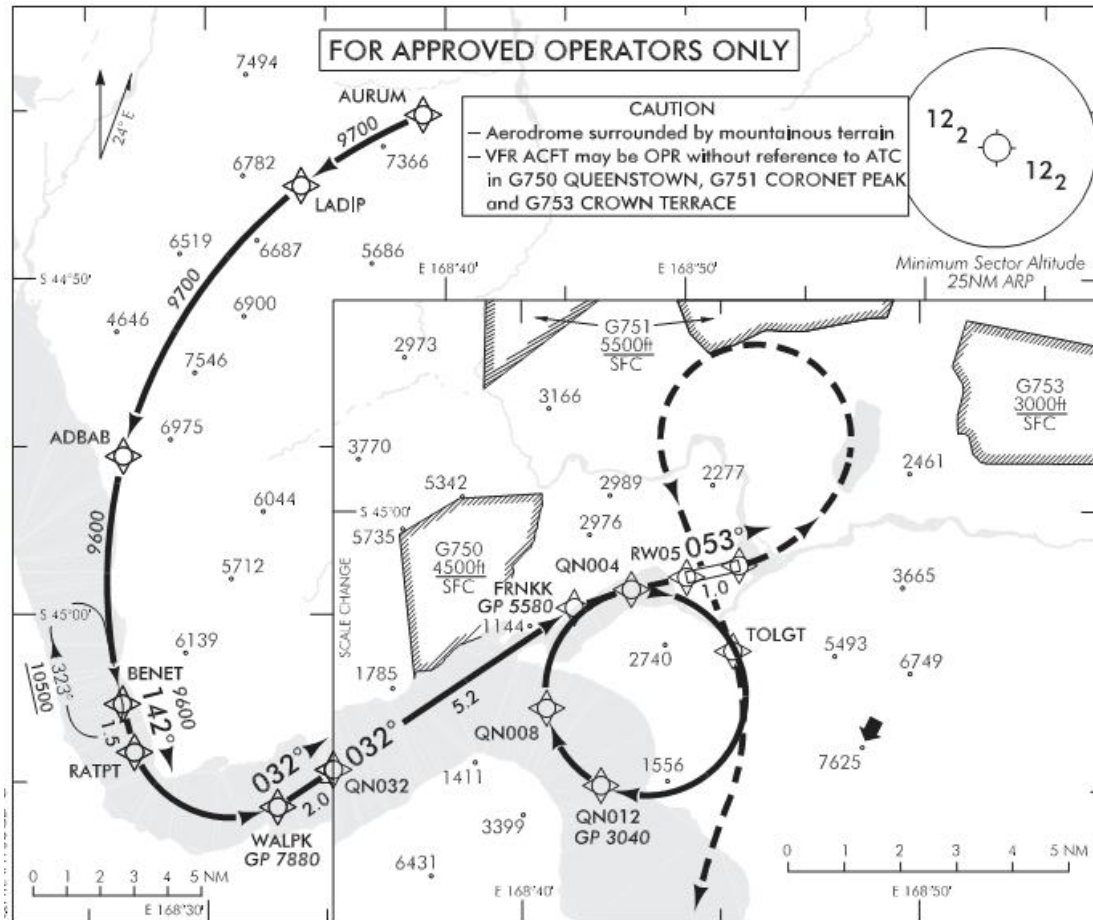 FOR APPROVED OPERATORS ONLY
7494
AURUM
CAUTION
– Aerodrome surrounded by mountainous terrain
– VFR ACFT may be OPR without reference to ATC
in G750 QUEENSTOWN, G751 CORONET PEAK
and G753 CROWN TERRACE
12₂
12₂
Minimum Sector Altitude
25NM ARP
24° E
9700
7366
6782
LADIP
6519
6687
5686
E 168°40'
E 168°50'
S 44°50'
9700
6900
4646
7546
G751
5500ft
SFC
2973
3166
G753
3000ft
SFC
6975
ADBAB
3770
5342
2989
2277
2461
6044
S 45°00'
5735
2976
9600
G750
4500ft
SFC
QN004
RW05
053°
5712
FRNKK
GP 5580
1.0
3665
S 45°00'
SCALE CHANGE
1144
TOLGT
6139
2740
5493
6749
323°
10500
BENET
142°
9600
1785
5.2
1.5
RATPT
032°
032°
QN008
7625
QN032
1411
1556
2.0
QN012
GP 3040
WALPK
GP 7880
3399
6431
0 1 2 3 4 5 NM
0 1 2 3 4 5 NM
E 168°30'
E 168°40'
E 168°50'